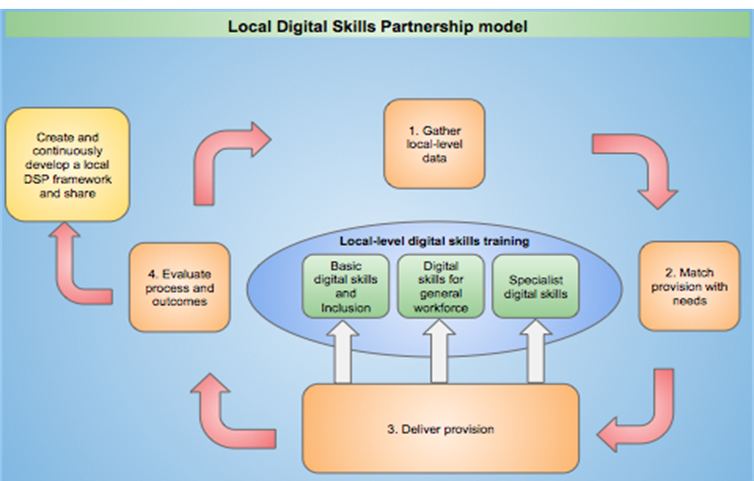 Local Digital Skills Partnership model
Create and
continuously
develop a local
DSP framework
and share
1. Gather
local-level
data
Local-level digital skills training
Basic
digital skills
and
Inclusion
Digital
skills for
general
workforce
Specialist
digital skills
4. Evaluate
process and
outcomes
2. Match
provision with
needs
3. Deliver provision